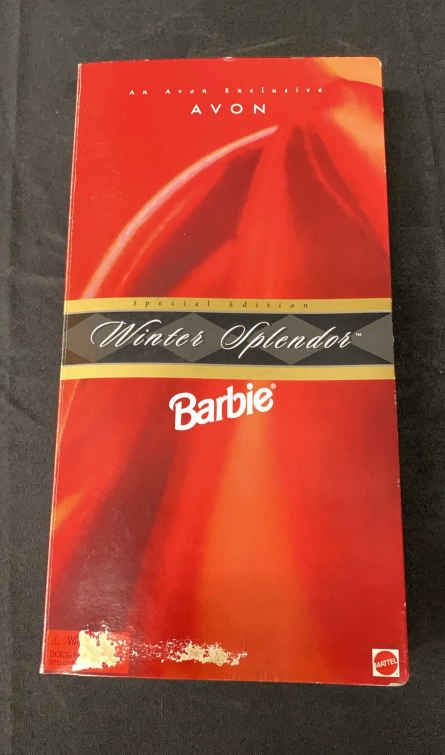 An Avon Exclusive
AVON
Special Edition
Winter Splendor™
Barbie®
MATTEL